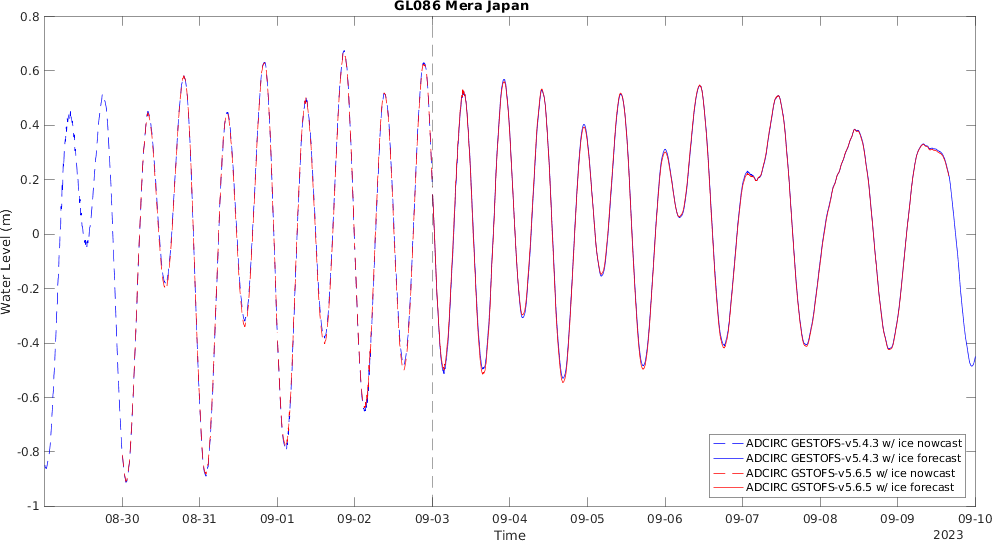 GL086 Mera Japan
0.8
0.6
0.4
0.2
0
-0.2
-0.4
-0.6
-0.8
-1
Water Level (m)
08-30 08-31 09-01 09-02 09-03 09-04 09-05 09-06 09-07 09-08 09-09 09-10
Time
2023
ADCIRC GESTOFS-v5.4.3 w/ ice nowcast
ADCIRC GESTOFS-v5.4.3 w/ ice forecast
ADCIRC GSTOFS-v5.6.5 w/ ice nowcast
ADCIRC GSTOFS-v5.6.5 w/ ice forecast